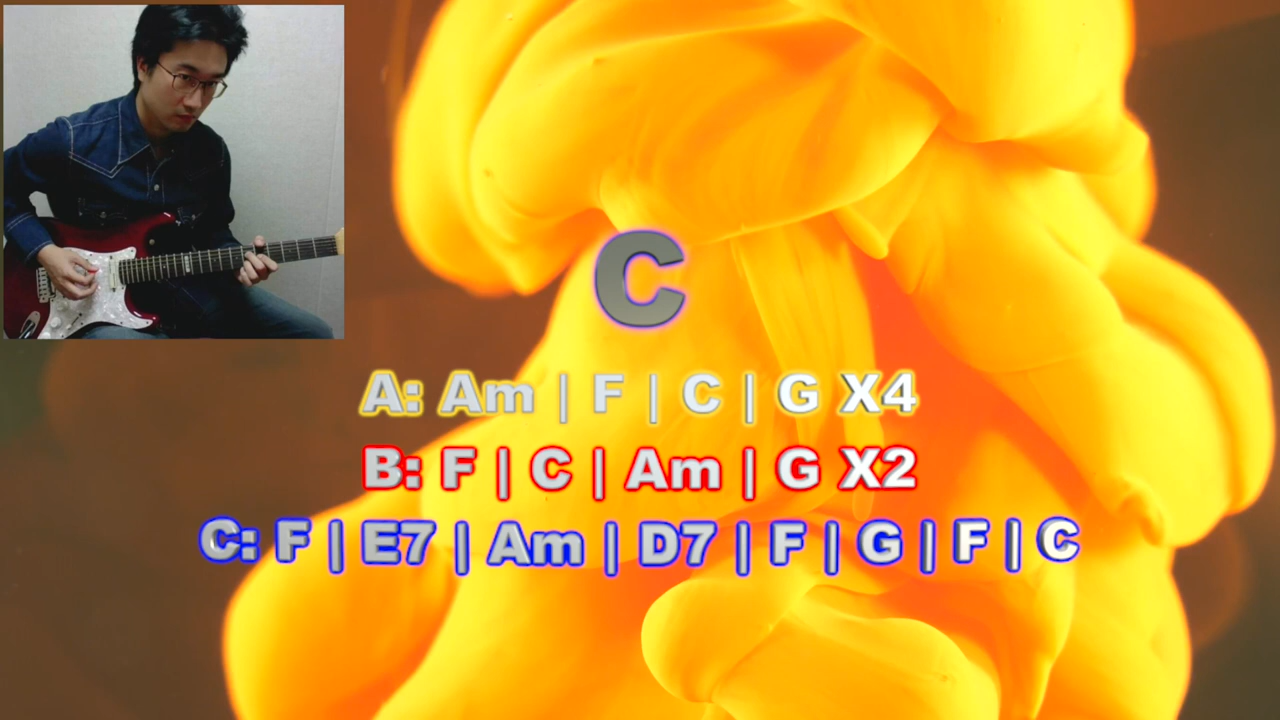 C
A: Am | F | C | G X4
B: F | C | Am | G X2
C: F | E7 | Am | D7 | F | G | F | C